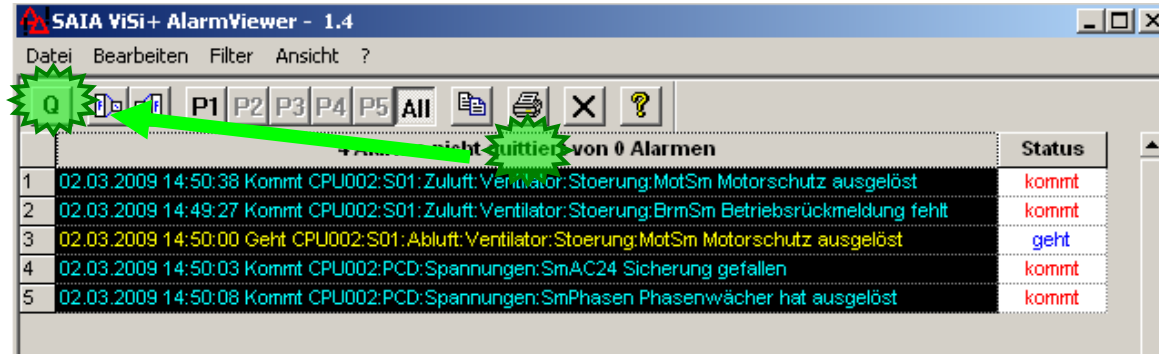 SAIA ViSi+ AlarmViewer - 1.4
Datei Bearbeiten Filter Ansicht ?
Q P1 P2 P3 P4 P5 All
nicht quittiert von 0 Alarmen Status
1 02.03.2009 14:50:38 Kommt CPU002:S01:Zuluft:Ventilator:Stoerung:MotSm Motorschutz ausgelöst kommt
2 02.03.2009 14:49:27 Kommt CPU002:S01:Zuluft:Ventilator:Stoerung:BrmSm Betriebsrückmeldung fehlt kommt
3 02.03.2009 14:50:00 Geht CPU002:S01:Abluft:Ventilator:Stoerung:MotSm Motorschutz ausgelöst geht
4 02.03.2009 14:50:03 Kommt CPU002:PCD:Spannungen:SmAC24 Sicherung gefallen kommt
5 02.03.2009 14:50:08 Kommt CPU002:PCD:Spannungen:SmPhasen Phasenwächer hat ausgelöst kommt